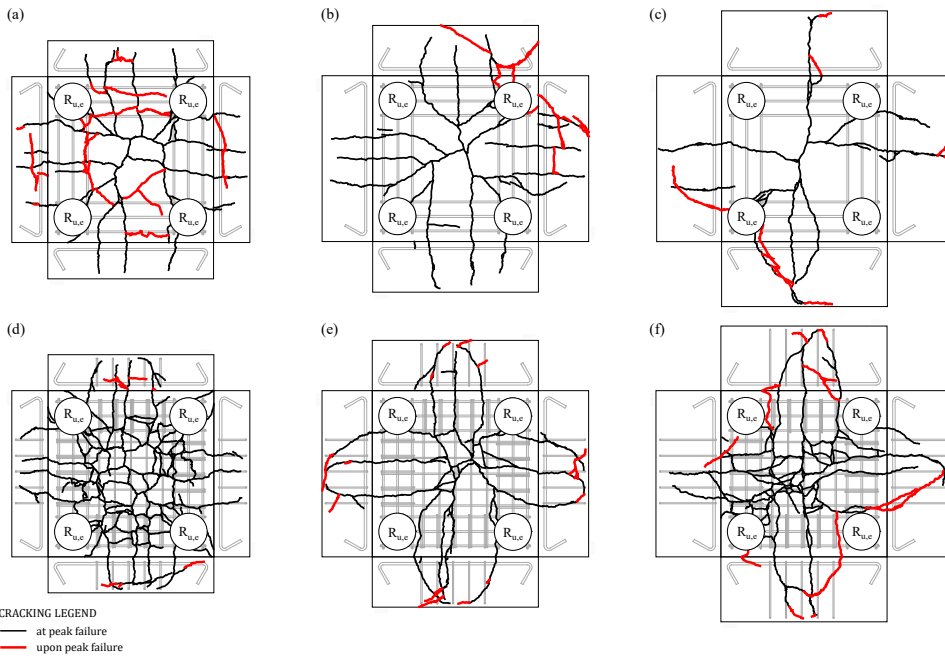 (a)
(b)
(c)
R_{u,e} R_{u,e} R_{u,e} R_{u,e} R_{u,e} R_{u,e}
R_{u,e} R_{u,e} R_{u,e} R_{u,e} R_{u,e} R_{u,e}
(d)
(e)
(f)
R_{u,e} R_{u,e} R_{u,e} R_{u,e} R_{u,e} R_{u,e}
R_{u,e} R_{u,e} R_{u,e} R_{u,e} R_{u,e} R_{u,e}
CRACKING LEGEND
at peak failure
upon peak failure